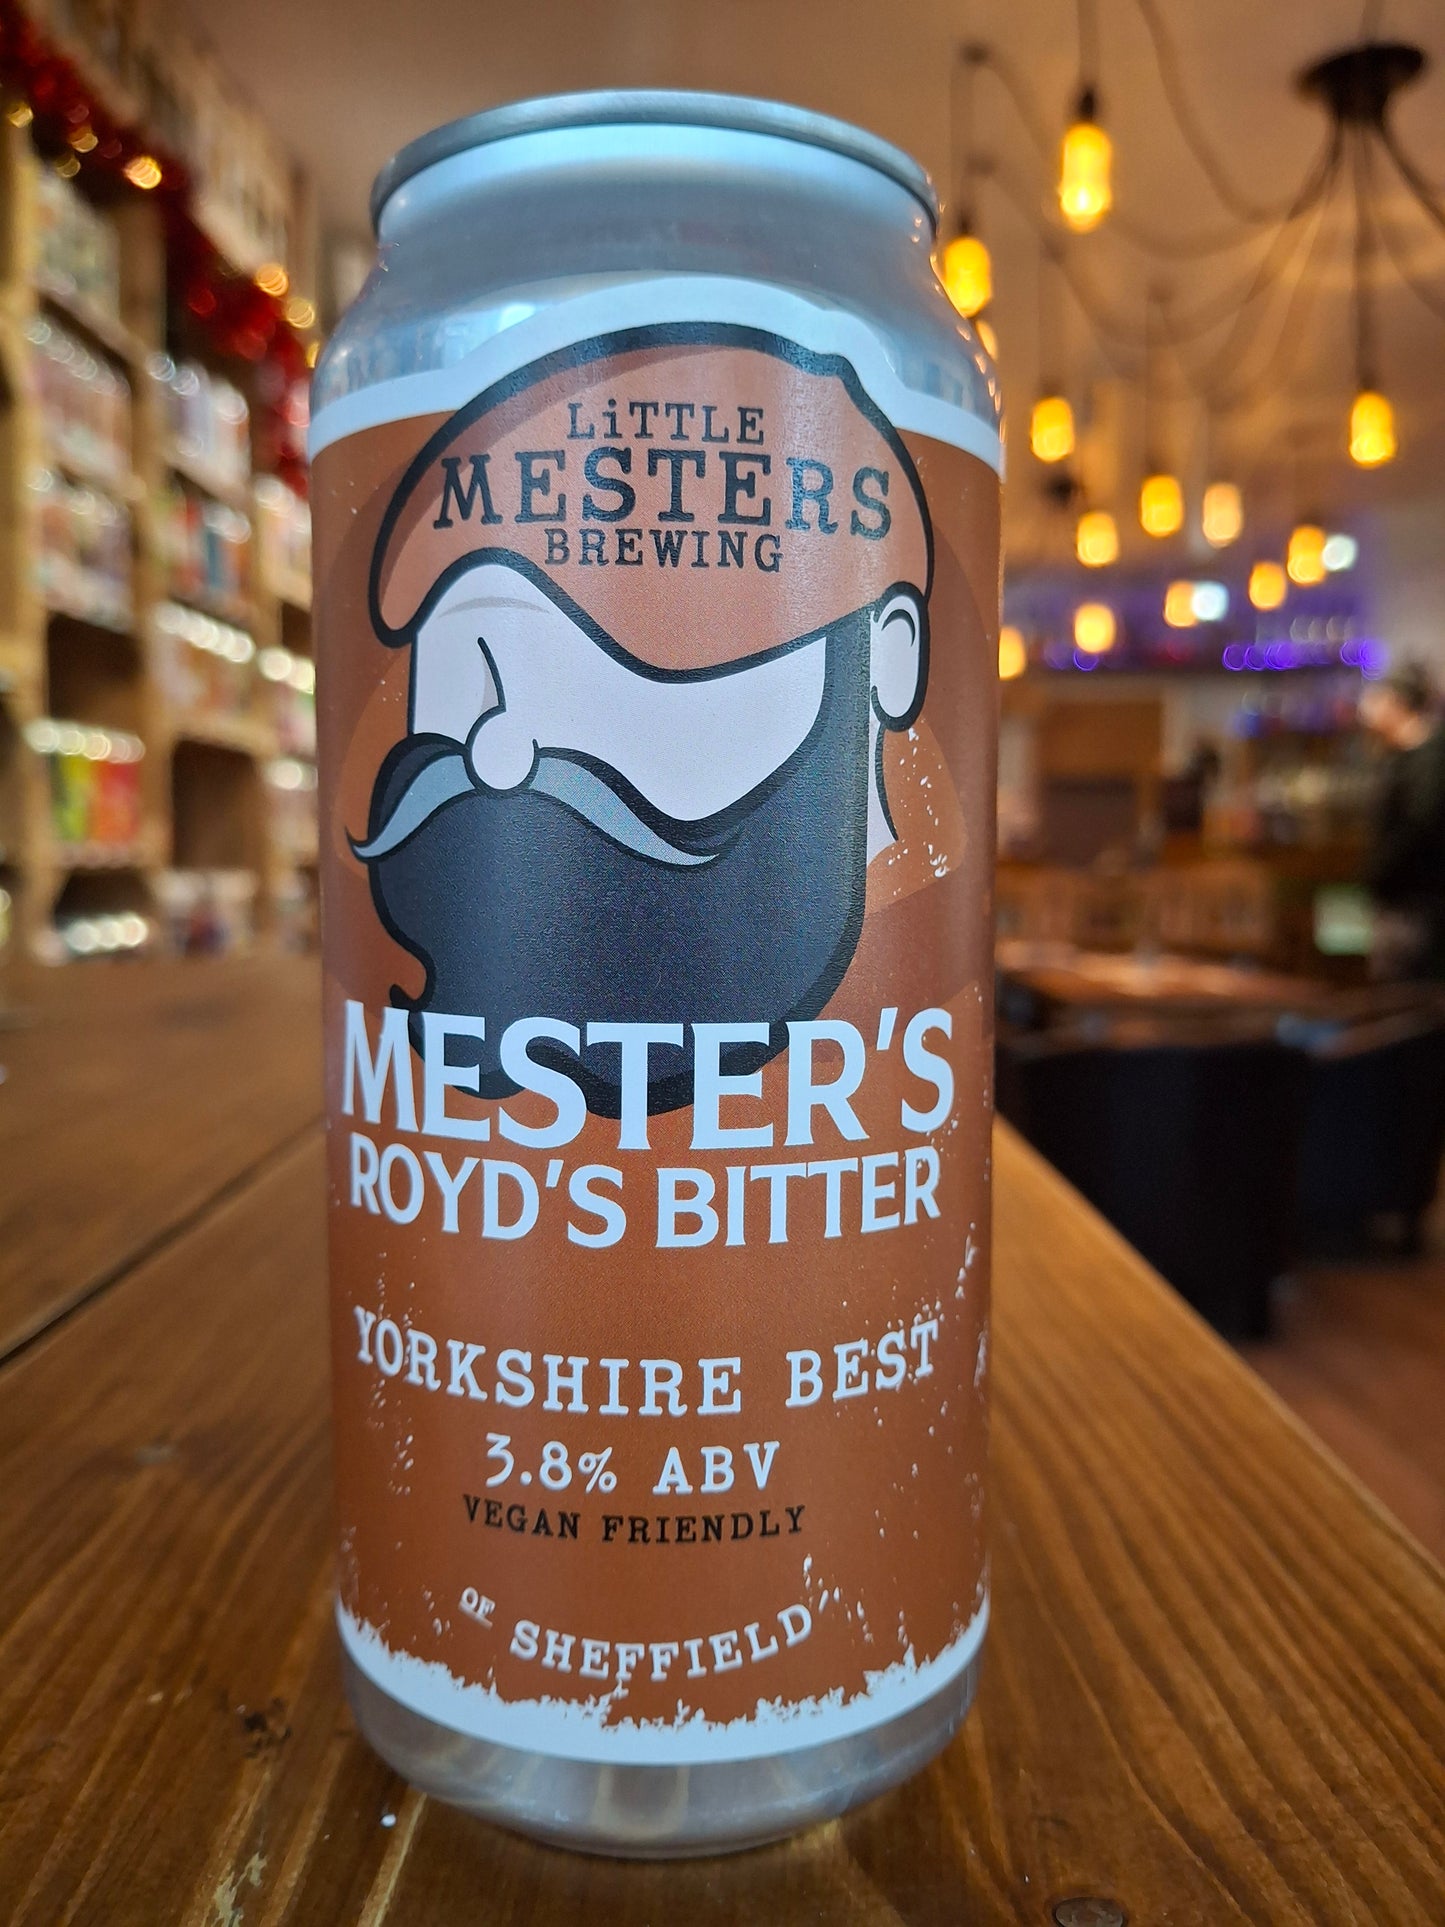 LiTTLE
MESTERS
BREWING
MESTER'S
ROYD'S BITTER
YORKSHIRE BEST
3.8% ABV
VEGAN FRIENDLY
OF SHEFFIELD